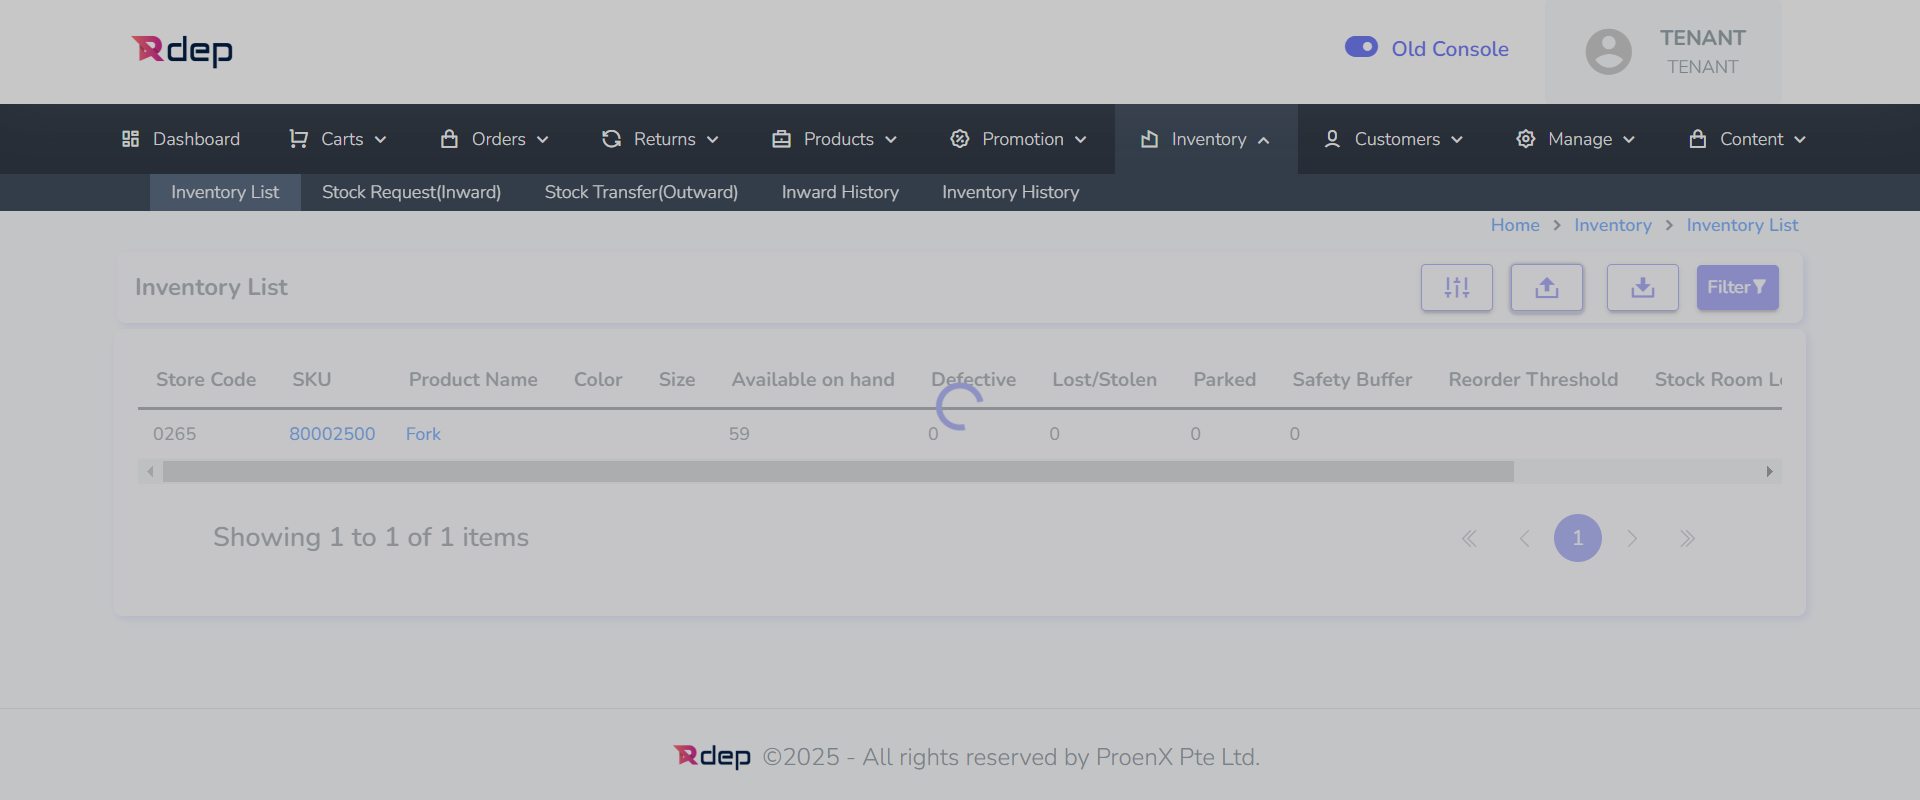 Rdep
Old Console
TENANT
TENANT
Dashboard Carts Orders Returns Products Promotion Inventory Customers Manage Content
Inventory List Stock Request(Inward) Stock Transfer(Outward) Inward History Inventory History
Home > Inventory > Inventory List
Inventory List
Filter
Store Code SKU Product Name Color Size Available on hand Defective Lost/Stolen Parked Safety Buffer Reorder Threshold Stock Room
0265 80002500 Fork 59 0 0 0 0
Showing 1 to 1 of 1 items
1
Rdep ©2025 - All rights reserved by ProenX Pte Ltd.